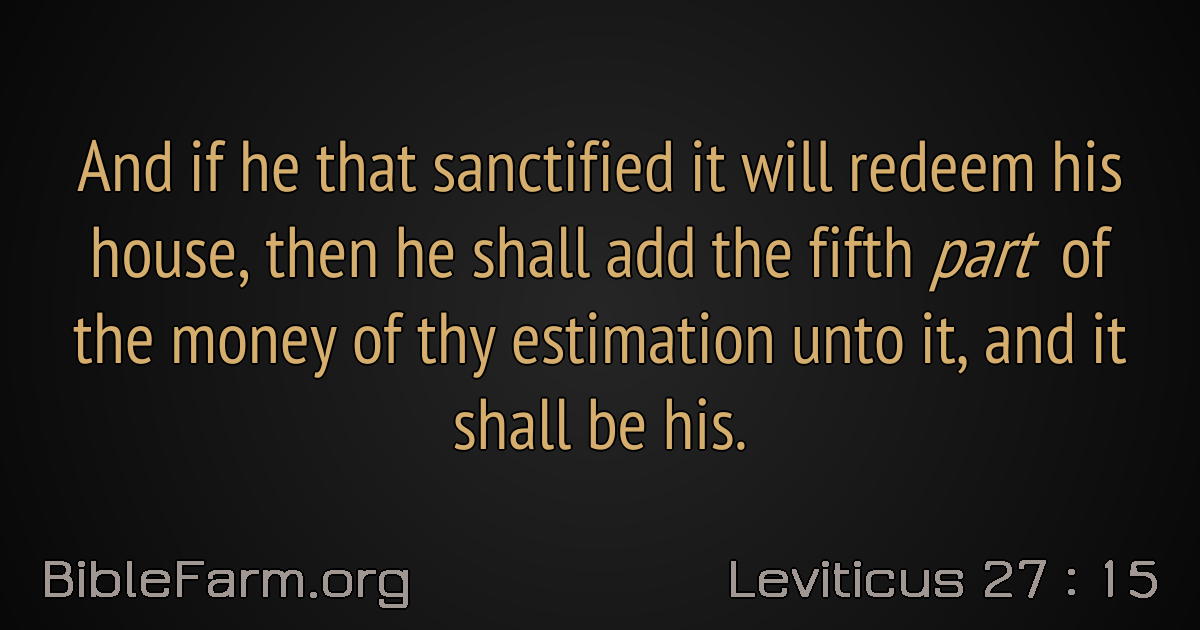 And if he that sanctified it will redeem his
house, then he shall add the fifth part of
the money of thy estimation unto it, and it
shall be his.
BibleFarm.org
Leviticus 27 : 15